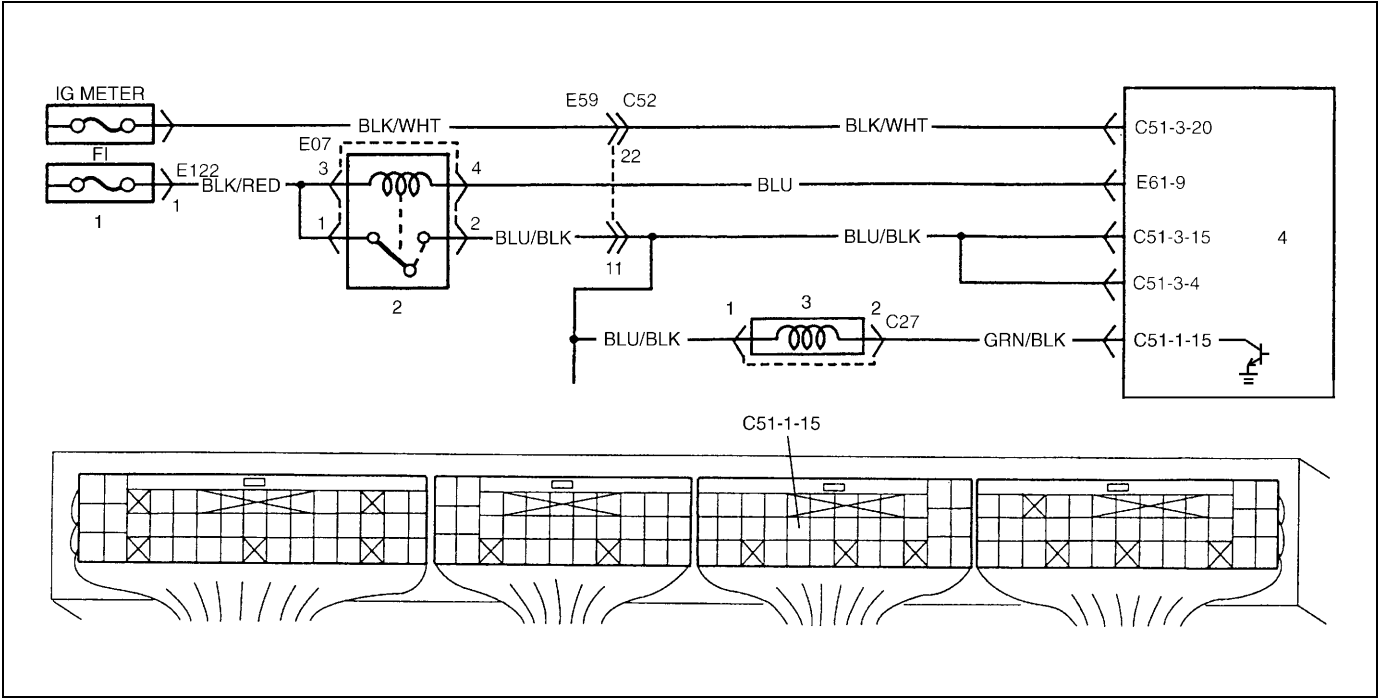 IG METER
E59 C52
BLK/WHT BLK/WHT C51-3-20
FI E07 22
E122 3 4
BLK/RED BLU E61-9
1 1 1 2
BLU/BLK BLU/BLK C51-3-15 4
11
2 C51-3-4
1 3 2 C27
BLU/BLK GRN/BLK C51-1-15
C51-1-15